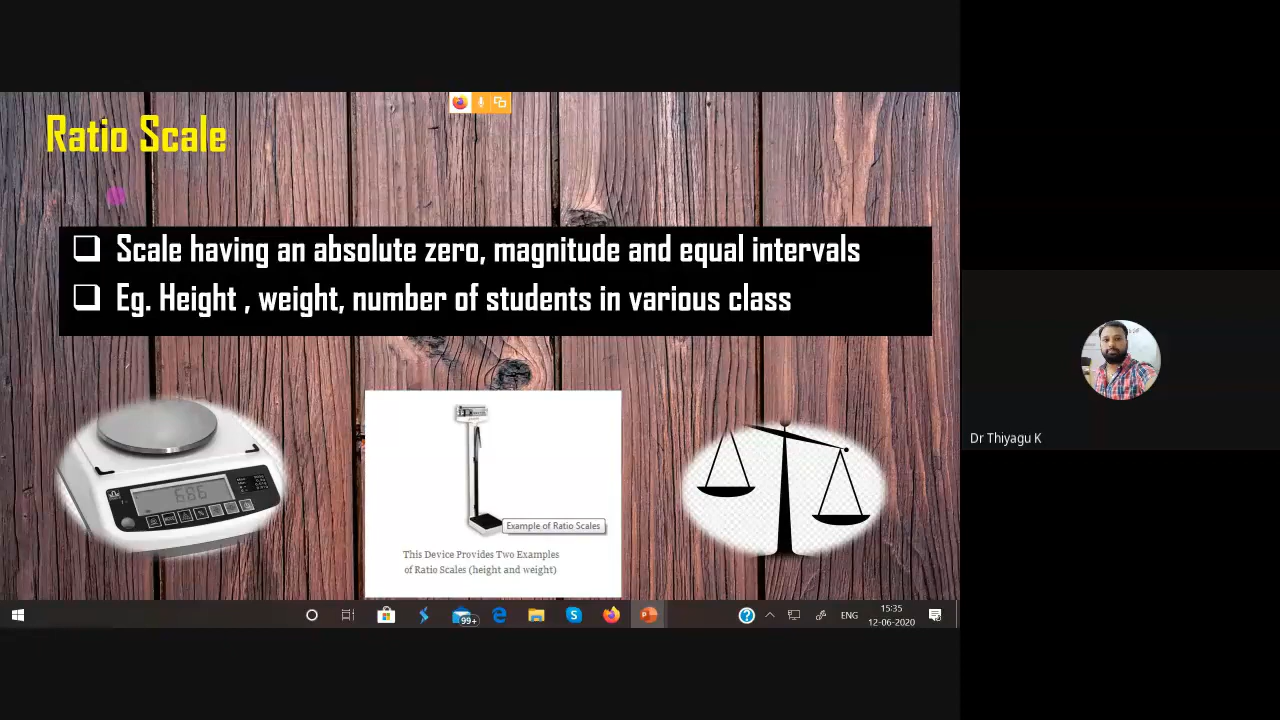 Ratio Scale
Scale having an absolute zero, magnitude and equal intervals
Eg. Height , weight, number of students in various class
686
Example of Ratio Scales
This Device Provides Two Examples
of Ratio Scales (height and weight)
Dr Thiyagu K
99+
ENG
15:35
12-06-2020